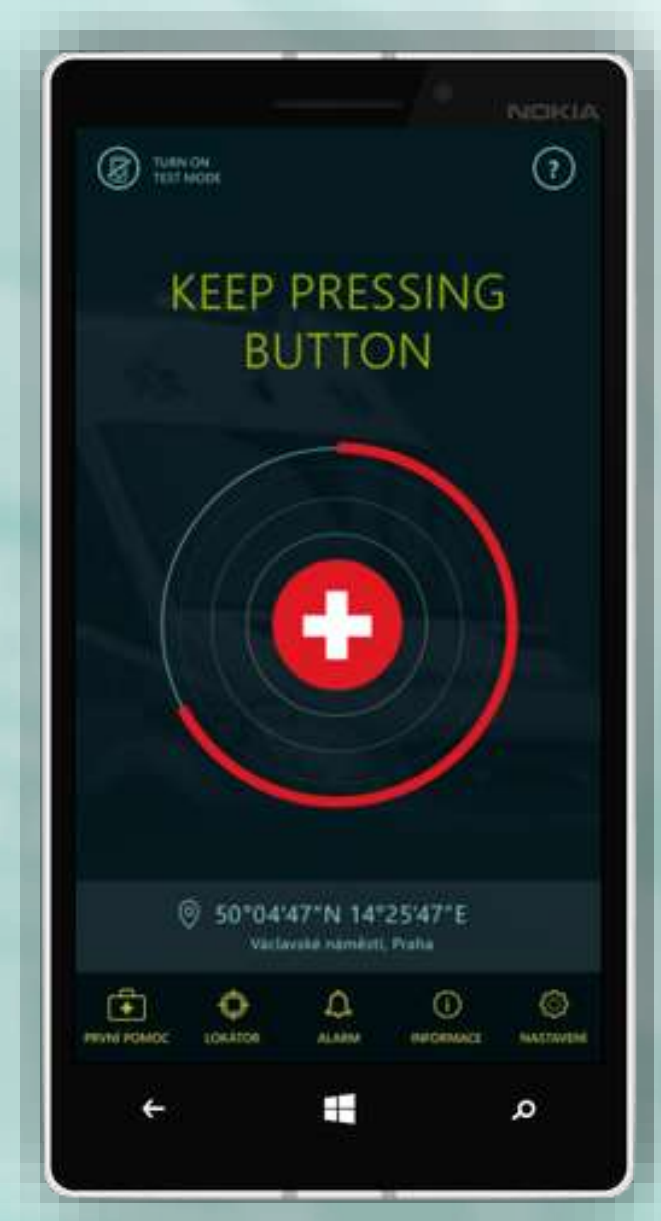 NOKIA
TURN ON
TEST MODE
?
KEEP PRESSING
BUTTON
50°04'47"N 14°25'47"E
Václavské náměstí, Praha
PRVNÍ POMOC
LOKÁTOR
ALARM
INFORMACE
NASTAVENÍ